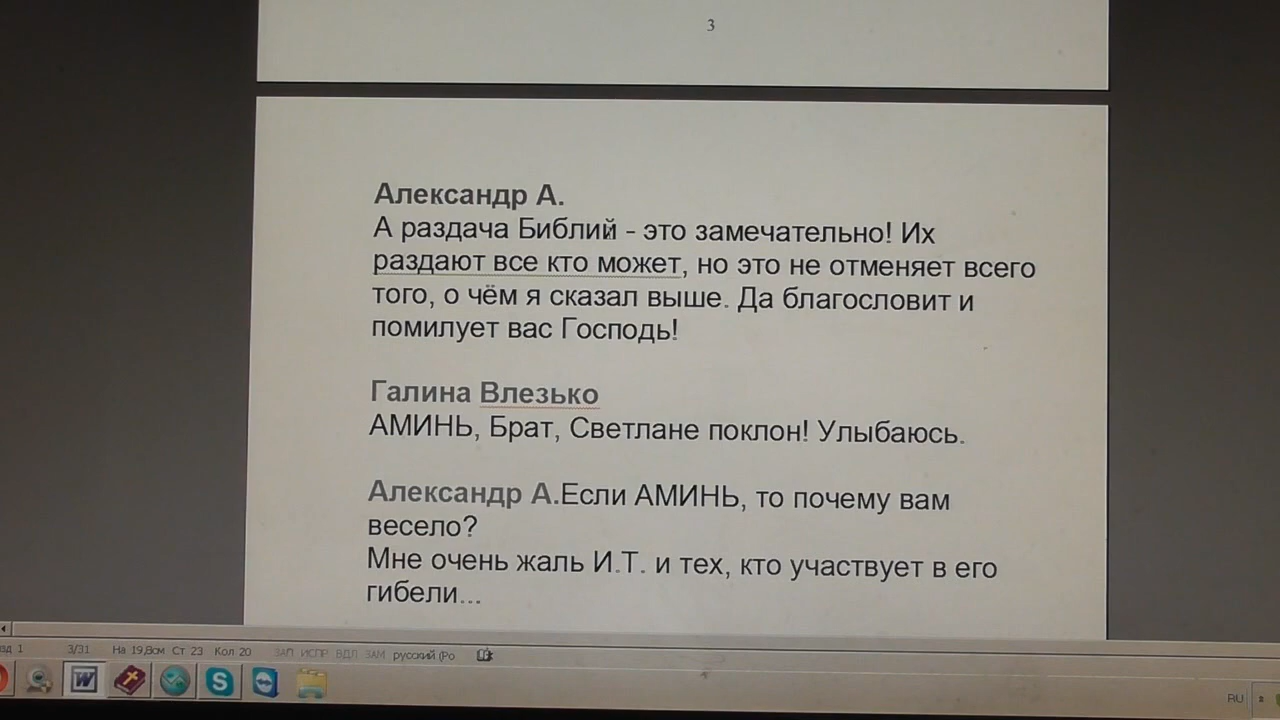 3
Александр А.
А раздача Библий - это замечательно! Их
раздают все кто может, но это не отменяет всего
того, о чём я сказал выше. Да благословит и
помилует вас Господь!
Галина Влезько
АМИНЬ, Брат, Светлане поклон! Улыбаюсь.
Александр А.Если АМИНЬ, то почему вам
весело?
Мне очень жаль И.Т. и тех, кто участвует в его
гибели...
1 3/31 На 19,8см Ст 23 Кол 20 ЗАП ИСПР ВДЛ ЗАМ русский (Ро
RU